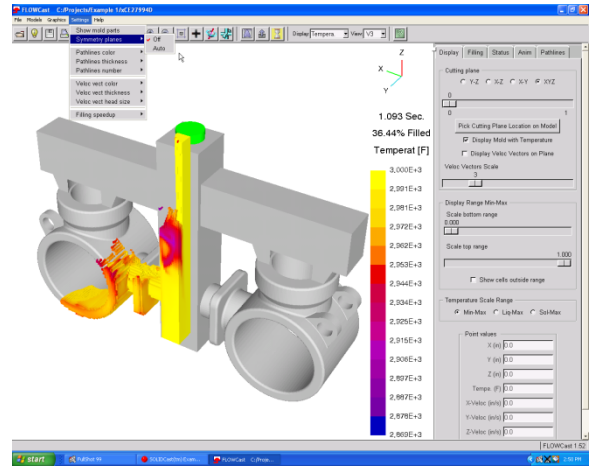 FLOWCast C:/Projects/Example 1/sCI27994D
File Models Graphics Settings Help
Show mold parts
Symmetry planes
Off
Auto
Pathlines color
Pathlines thickness
Pathlines number
Veloc vect color
Veloc vect thickness
Veloc vect head size
Filling speedup
Display Tempera View V3
Z
X
Y
1.093 Sec.
36.44% Filled
Temperat [F]
3,000E+3
2,991E+3
2,981E+3
2,972E+3
2,962E+3
2,953E+3
2,944E+3
2,934E+3
2,925E+3
2,915E+3
2,906E+3
2,897E+3
2,887E+3
2,878E+3
2,869E+3
Display Filling Status Anim Pathlines
Cutting plane
Y-Z X-Z X-Y XYZ
0
0 1
Pick Cutting Plane Location on Model
Display Mold with Temperature
Display Veloc Vectors on Plane
Veloc Vectors Scale
3
Display Range Min-Max
Scale bottom range
0.000
Scale top range
1.000
Show cells outside range
Temperature Scale Range
Min-Max Liq-Max Sol-Max
Point values
X (in) 0.0
Y (in) 0.0
Z (in) 0.0
Tempe. (F) 0.0
X-Veloc (in/s) 0.0
Y-Veloc (in/s) 0.0
Z-Veloc (in/s) 0.0
FLOWCast 1.52
start
FLOWCast C:/Proje...
2:50 PM